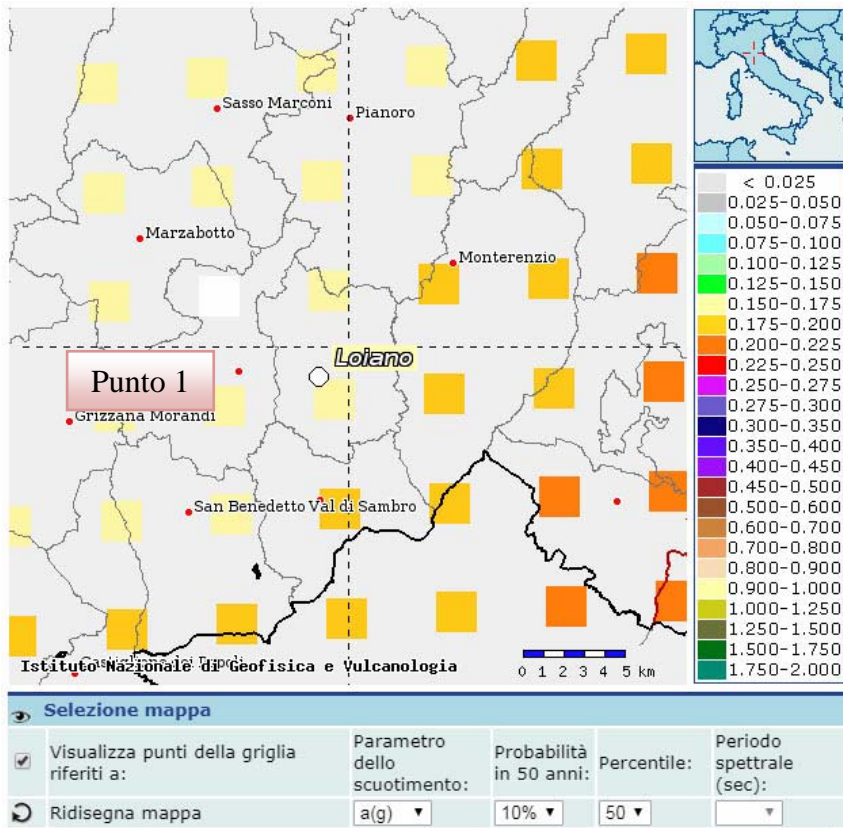 Sasso Marconi
Pianoro
Marzabotto
Monterenzio
Loiano
Punto 1
Grizzana Morandi
San Benedetto Val di Sambro
Istituto Nazionale di Geofisica e Vulcanologia
0 1 2 3 4 5 km
< 0.025
0.025-0.050
0.050-0.075
0.075-0.100
0.100-0.125
0.125-0.150
0.150-0.175
0.175-0.200
0.200-0.225
0.225-0.250
0.250-0.275
0.275-0.300
0.300-0.350
0.350-0.400
0.400-0.450
0.450-0.500
0.500-0.600
0.600-0.700
0.700-0.800
0.800-0.900
0.900-1.000
1.000-1.250
1.250-1.500
1.500-1.750
1.750-2.000
Selezione mappa
Visualizza punti della griglia riferiti a:
Parametro dello scuotimento:
Probabilità in 50 anni:
Percentile:
Periodo spettrale (sec):
Ridisegna mappa
a(g)
10%
50